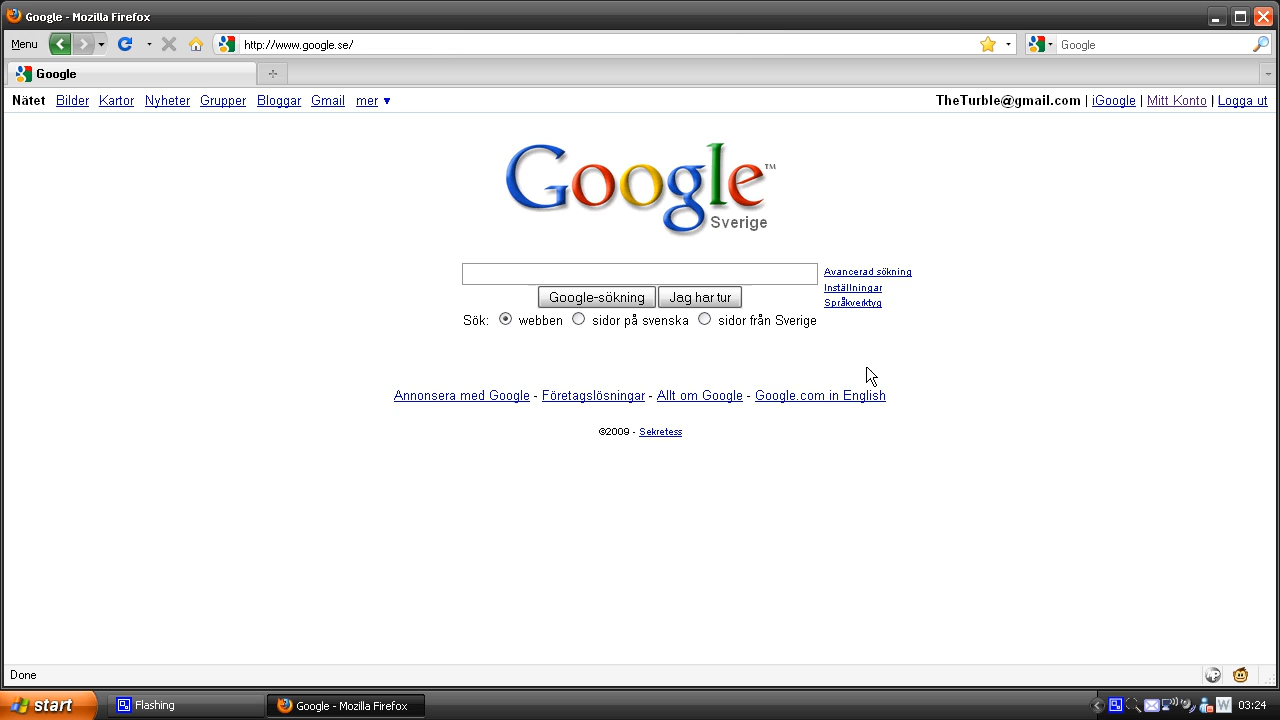 Google - Mozilla Firefox
Menu
http://www.google.se/
Google
Google
Nätet Bilder Kartor Nyheter Grupper Bloggar Gmail mer ▼
TheTurble@gmail.com | iGoogle | Mitt Konto | Logga ut
Google™
Sverige
Avancerad sökning
Inställningar
Språkverktyg
Google-sökning Jag har tur
Sök: webben sidor på svenska sidor från Sverige
Annonsera med Google - Företagslösningar - Allt om Google - Google.com in English
©2009 - Sekretess
Done
start Flashing Google - Mozilla Firefox W 03:24